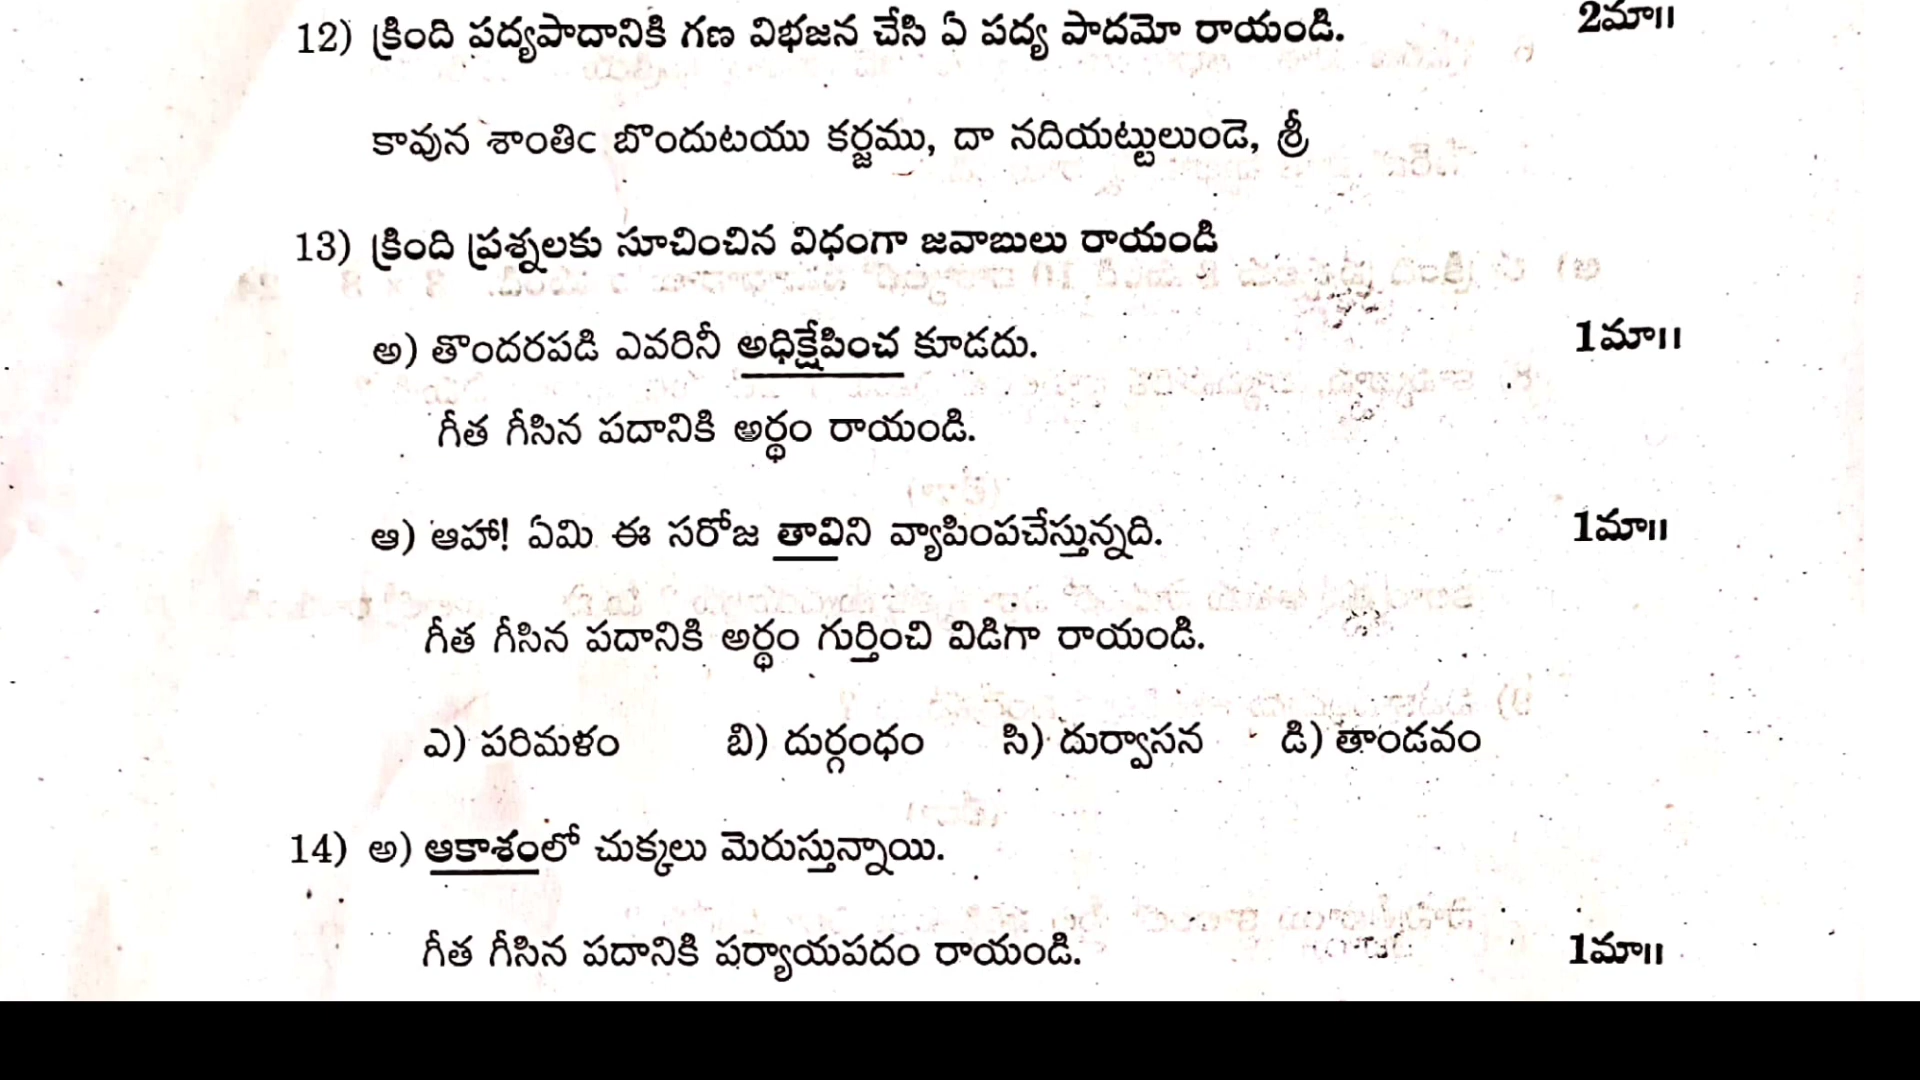 12) క్రింది పద్యపాదానికి గణ విభజన చేసి ఏ పద్య పాదమో రాయండి. 2మా॥
కావున శాంతిఁ బొందుటయు కర్జము, దా నదియట్టులుండె, శ్రీ
13) క్రింది ప్రశ్నలకు సూచించిన విధంగా జవాబులు రాయండి
అ) తొందరపడి ఎవరినీ అధిక్షేపించ కూడదు. 1మా॥
గీత గీసిన పదానికి అర్థం రాయండి.
ఆ) ఆహా! ఏమి ఈ సరోజ తావిని వ్యాపింపచేస్తున్నది. 1మా॥
గీత గీసిన పదానికి అర్థం గుర్తించి విడిగా రాయండి.
ఎ) పరిమళం బి) దుర్గంధం సి) దుర్వాసన డి) తాండవం
14) అ) ఆకాశంలో చుక్కలు మెరుస్తున్నాయి.
గీత గీసిన పదానికి పర్యాయపదం రాయండి. 1మా॥